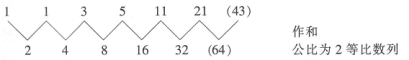 1 1 3 5 11 21 (43)
2 4 8 16 32 (64)
作和
公比为 2 等比数列